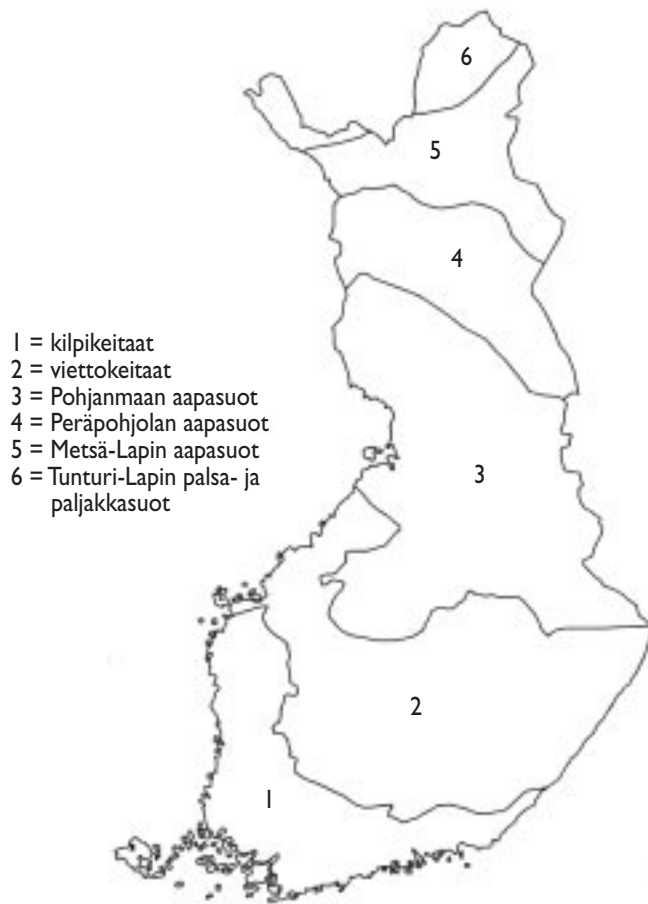 6
5
4
1 = kilpikeitaat
2 = viettokeitaat
3 = Pohjanmaan aapasuot
4 = Peräpohjolan aapasuot
5 = Metsä-Lapin aapasuot
6 = Tunturi-Lapin palsa- ja
paljakkasuot
3
2
1